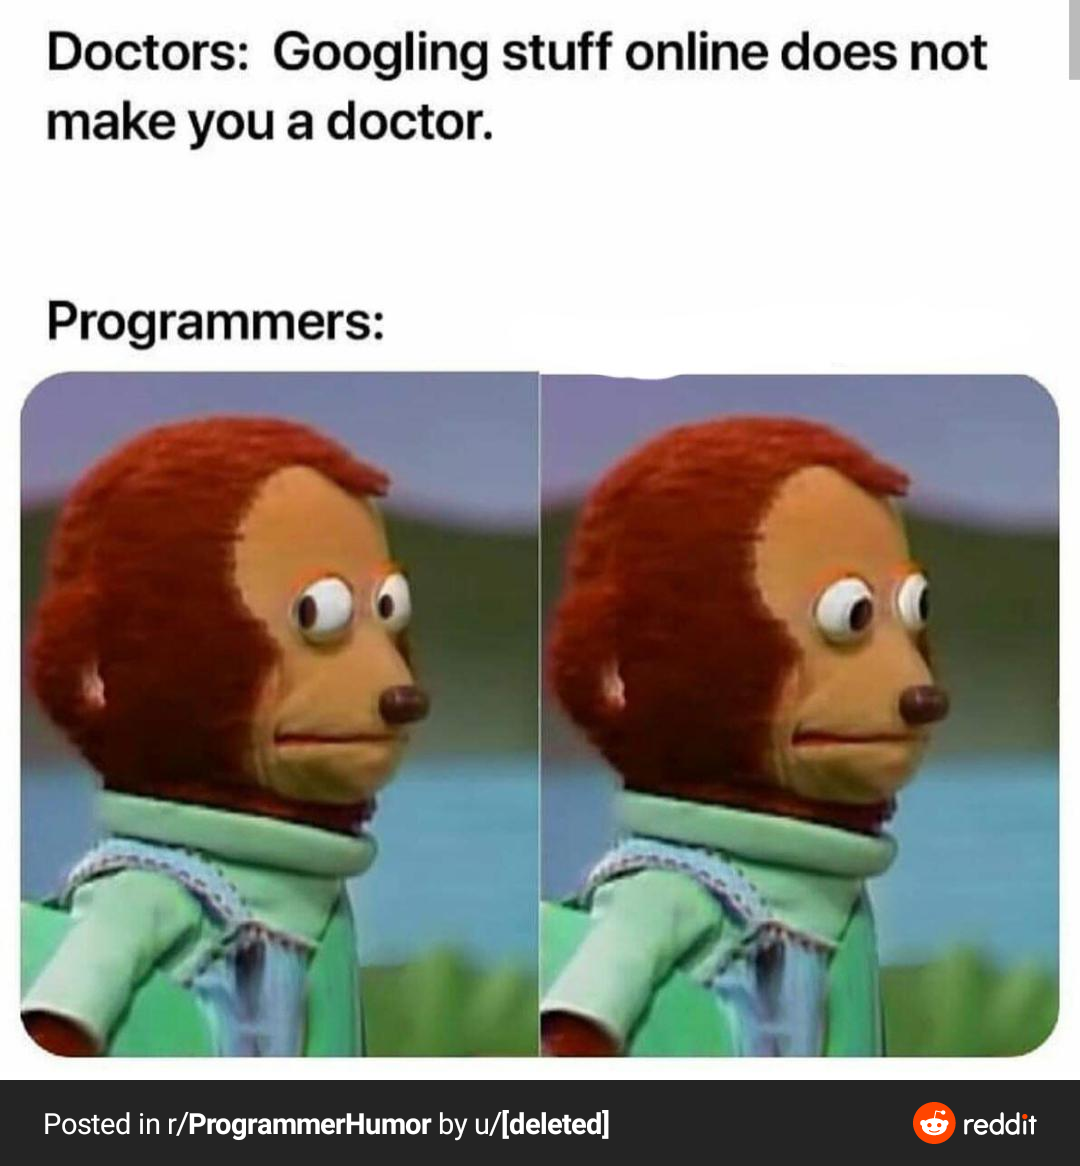 Doctors: Googling stuff online does not
make you a doctor.
Programmers:
Posted in r/ProgrammerHumor by u/[deleted]
reddit